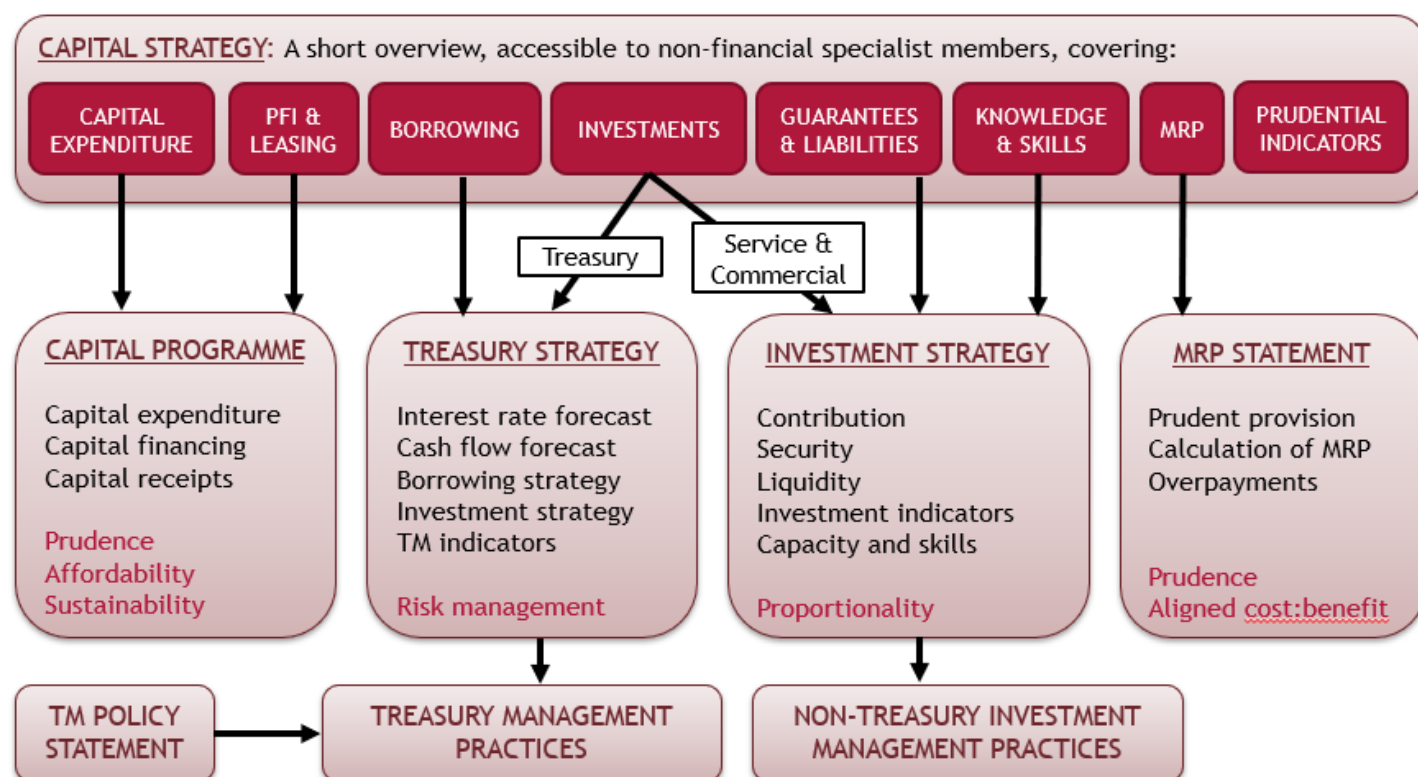 CAPITAL STRATEGY: A short overview, accessible to non-financial specialist members, covering:
CAPITAL
EXPENDITURE
PFI &
LEASING
BORROWING
INVESTMENTS
GUARANTEES
& LIABILITIES
KNOWLEDGE
& SKILLS
MRP
PRUDENTIAL
INDICATORS
Treasury
Service &
Commercial
CAPITAL PROGRAMME
Capital expenditure
Capital financing
Capital receipts
Prudence
Affordability
Sustainability
TREASURY STRATEGY
Interest rate forecast
Cash flow forecast
Borrowing strategy
Investment strategy
TM indicators
Risk management
INVESTMENT STRATEGY
Contribution
Security
Liquidity
Investment indicators
Capacity and skills
Proportionality
MRP STATEMENT
Prudent provision
Calculation of MRP
Overpayments
Prudence
Aligned cost:benefit
TM POLICY
STATEMENT
TREASURY MANAGEMENT
PRACTICES
NON-TREASURY INVESTMENT
MANAGEMENT PRACTICES